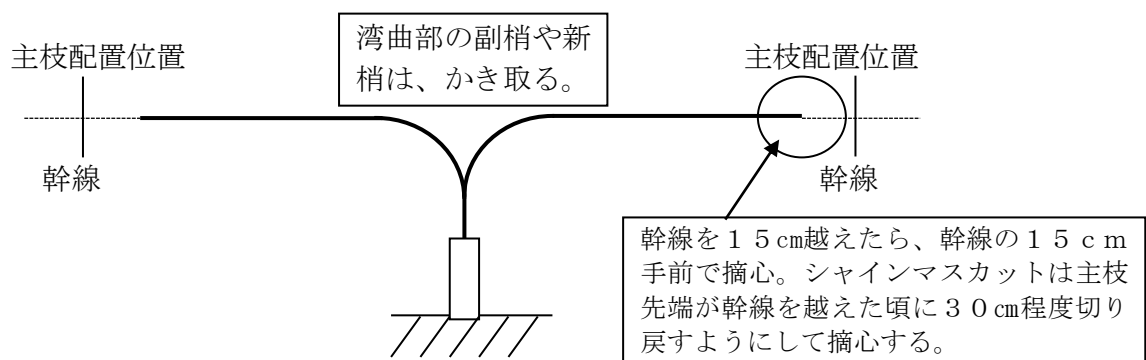 湾曲部の副梢や新
梢は、かき取る。
主枝配置位置
主枝配置位置
幹線
幹線
幹線を１５㎝越えたら、幹線の１５ｃｍ
手前で摘心。シャインマスカットは主枝
先端が幹線を越えた頃に３０㎝程度切り
戻すようにして摘心する。